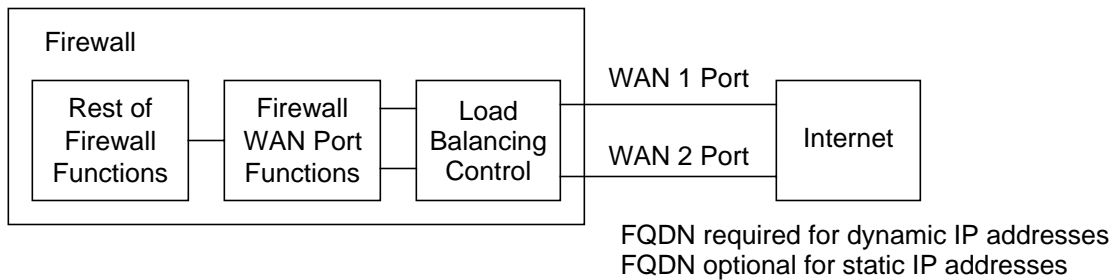 Firewall
Rest of
Firewall
Functions
Firewall
WAN Port
Functions
Load
Balancing
Control
WAN 1 Port
WAN 2 Port
Internet
FQDN required for dynamic IP addresses
FQDN optional for static IP addresses